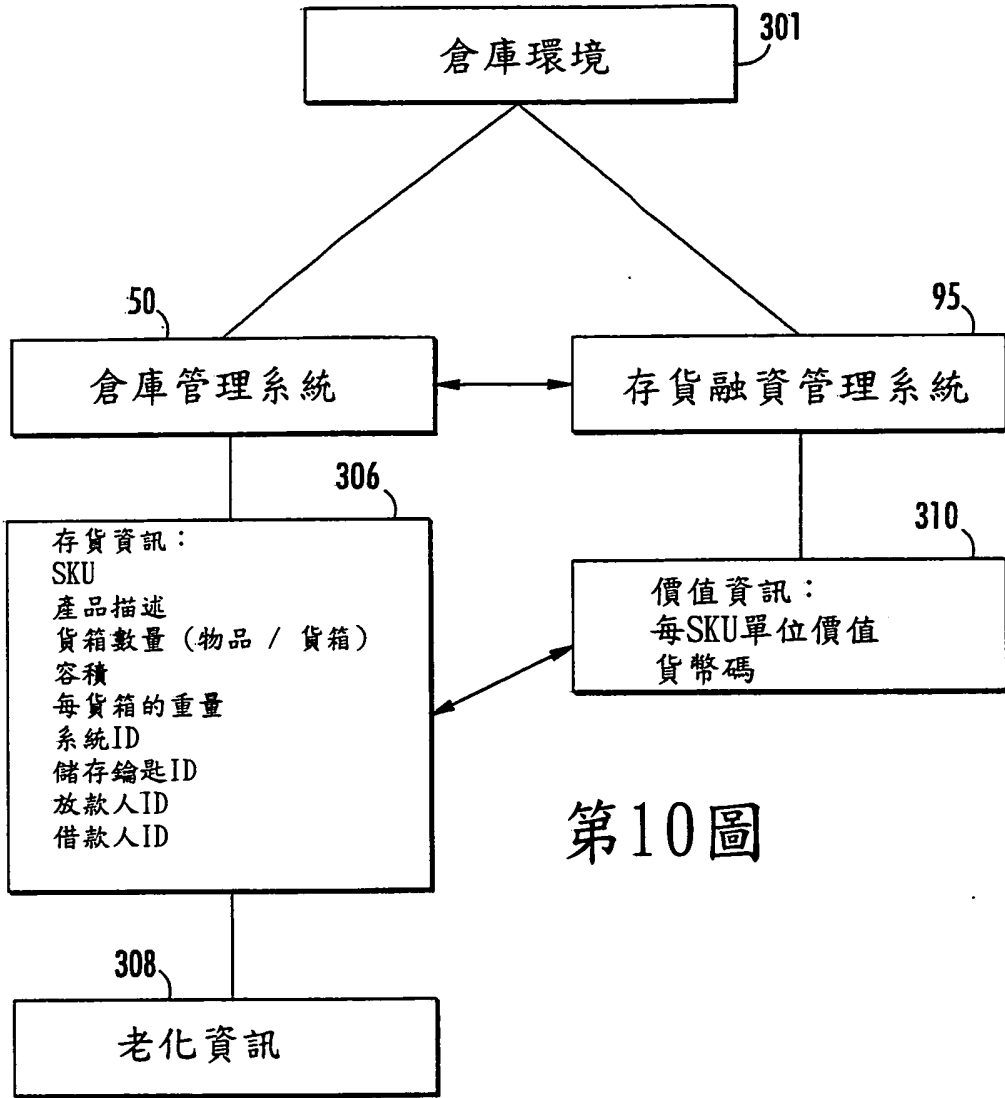 倉庫環境
301
50
倉庫管理系統
95
存貨融資管理系統
306
存貨資訊：
SKU
產品描述
貨箱數量 (物品 / 貨箱)
容積
每貨箱的重量
系統ID
儲存鑰匙ID
放款人ID
借款人ID
310
價值資訊：
每SKU單位價值
貨幣碼
第10圖
308
老化資訊